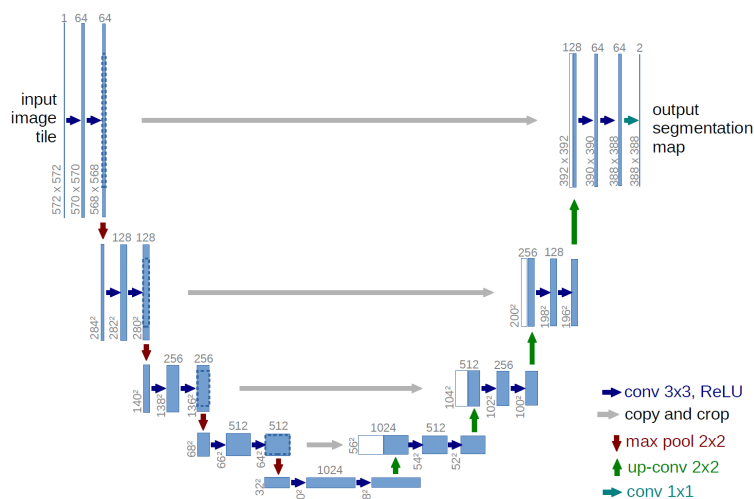 1 64 64
128 64 64 2
input
image
tile
572 x 572
570 x 570
568 x 568
392 x 392
390 x 390
388 x 388
388 x 388
output
segmentation
map
128 128
284²
282²
280²
256 128
200²
198²
196²
256 256
140²
138²
136²
512 256
104²
102²
100²
512 512
68²
66²
64²
1024 512
56²
54²
52²
1024
32²
0²
8²
conv 3x3, ReLU
copy and crop
max pool 2x2
up-conv 2x2
conv 1x1